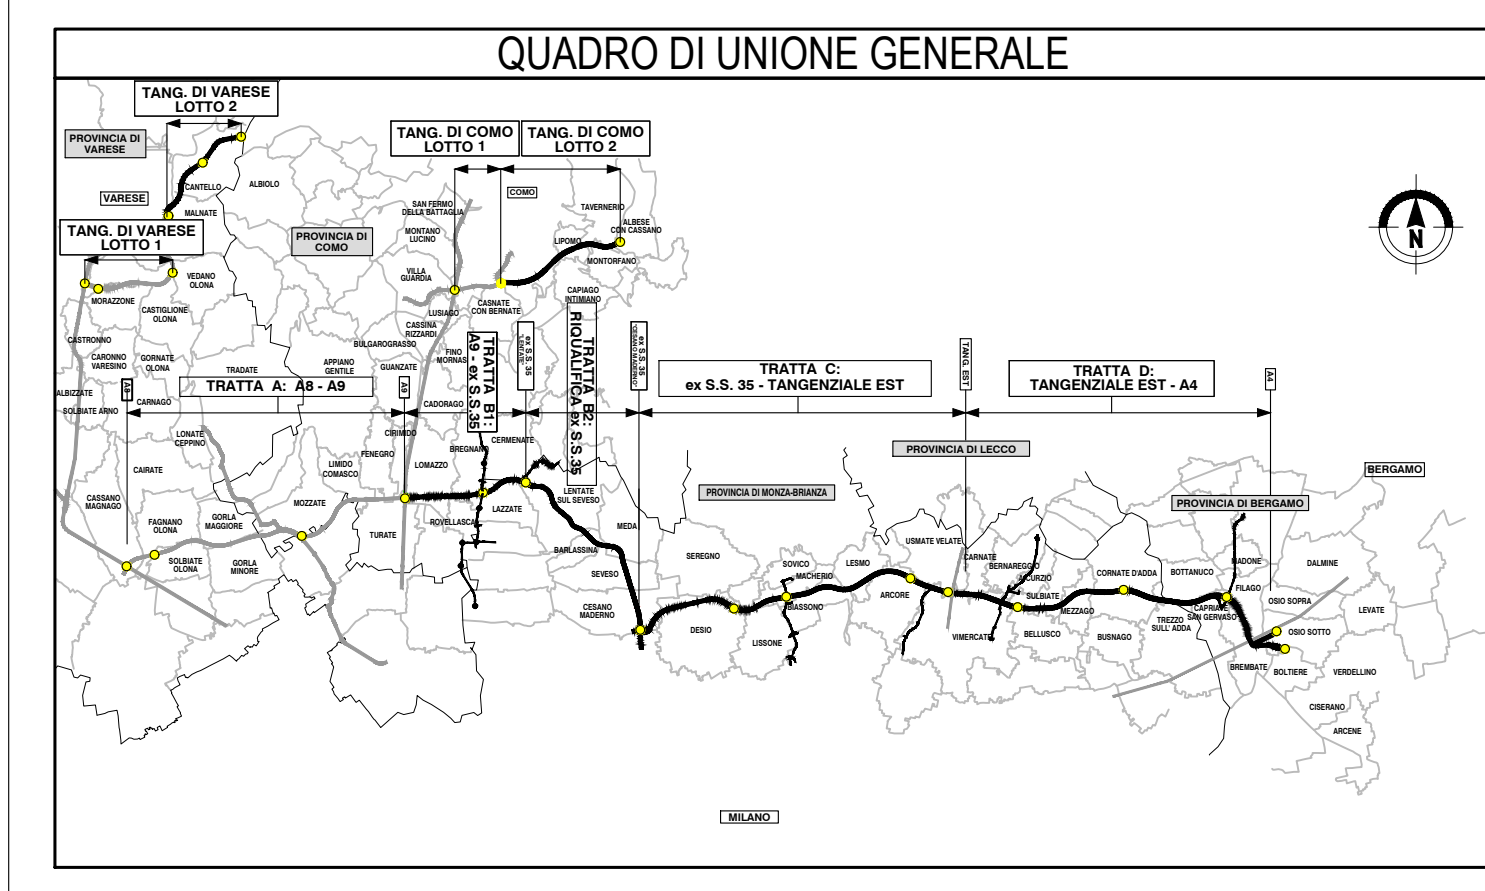 QUADRO DI UNIONE GENERALE
TANG. DI VARESE
LOTTO 2
PROVINCIA DI
VARESE
VARESE
CANTELLO
ALBIOLO
MALNATE
TANG. DI VARESE
LOTTO 1
PROVINCIA DI
COMO
TANG. DI COMO
LOTTO 1
TANG. DI COMO
LOTTO 2
COMO
SAN FERMO
DELLA BATTAGLIA
MONTANO
LUCINO
VILLA
GUARDIA
TAVERNERIO
ALBESE
CON CASSANO
LIPOMO
MONTORFANO
CAPIAGO
INTIMIANO
CASNATE
CON BERNATE
LUSIAGO
CASSINA
RIZZARDI
BULGAROGRASSO
FINO
MORNAS
VEDANO
OLONA
MORAZZONE
CASTIGLIONE
OLONA
CASTRONNO
CARONNO
VARESINO
GORNATE
OLONA
TRADATE
APPIANO
GENTILE
GUANZATE
ALBIZZATE
CARNAGO
SOLBIATE ARNO
A8
TRATTA A: A8 - A9
A9
CADORAGO
TRATTA B1:
A9 - ex S.S.35
ex S.S. 35
"LENTATE"
TRATTA B2:
RIQUALIFICA ex S.S.35
ex S.S. 35
"CESANO MADERNO"
TRATTA C:
ex S.S. 35 - TANGENZIALE EST
TANG. EST
TRATTA D:
TANGENZIALE EST - A4
A4
N
LONATE
CEPPINO
CIRIMIDO
FENEGRO
LIMIDO
COMASCO
LOMAZZO
BREGNANO
CERMENATE
CAIRATE
CASSANO
MAGNAGO
MOZZATE
FAGNANO
OLONA
GORLA
MAGGIORE
SOLBIATE
OLONA
GORLA
MINORE
TURATE
ROVELLASCA
LAZZATE
LENTATE
SUL SEVESO
MEDA
BARLASSINA
SEVESO
CESANO
MADERNO
PROVINCIA DI MONZA-BRIANZA
PROVINCIA DI LECCO
PROVINCIA DI BERGAMO
BERGAMO
SEREGNO
DESIO
LISSONE
SOVICO
MACHERIO
BIASSONO
LESMO
ARCORE
USMATE VELATE
CARNATE
BERNAREGGIO
AICURZIO
SULBIATE
MEZZAGO
VIMERCATE
BELLUSCO
BUSNAGO
CORNATE D'ADDA
TREZZO
SULL' ADDA
BOTTANUCO
MADONE
FILAGO
CAPRIATE
SAN GERVASO
DALMINE
OSIO SOPRA
OSIO SOTTO
LEVATE
BREMBATE
BOLTIERE
VERDELLINO
CISERANO
ARCENE
MILANO